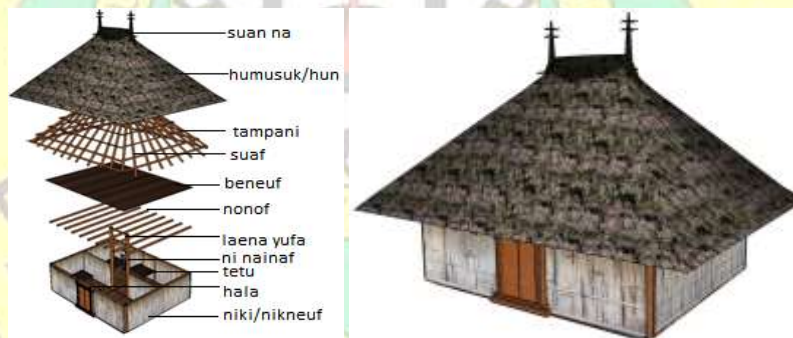 suan na
humusuk/hun
tampani
suaf
beneuf
nonof
laena yufa
ni nainaf
tetu
hala
niki/nikneuf